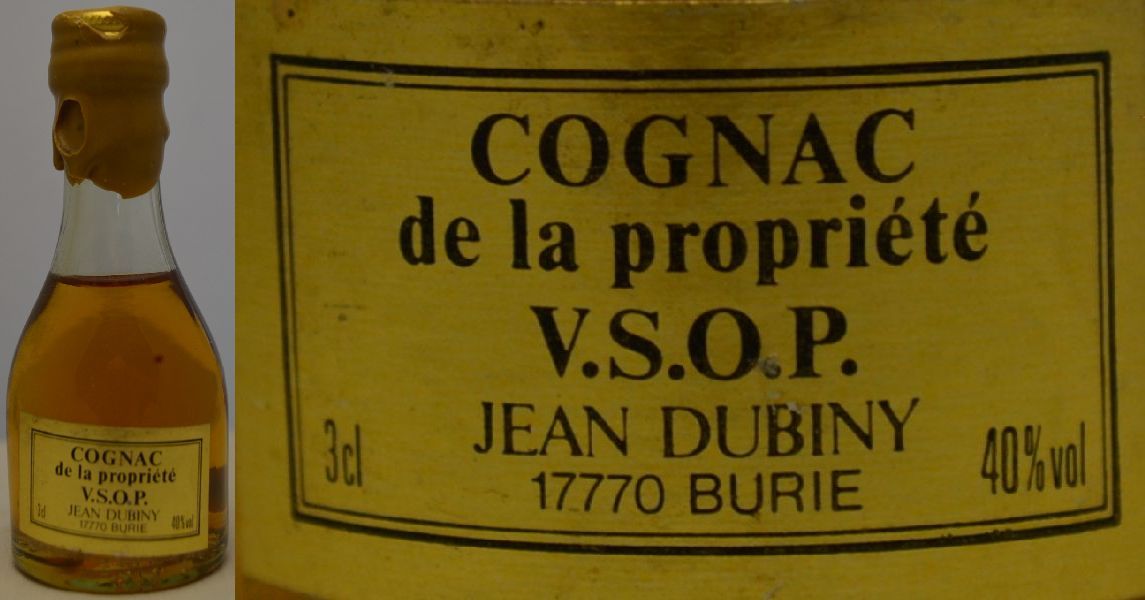 COGNAC
de la propriété
V.S.O.P.
JEAN DUBINY
17770 BURIE
3cl
40%vol
COGNAC
de la propriété
V.S.O.P.
JEAN DUBINY
17770 BURIE
3cl
40%vol